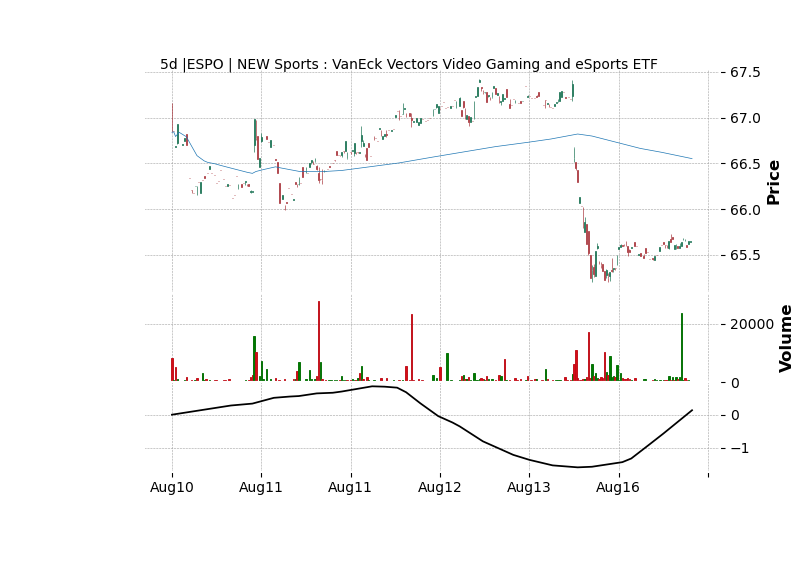 5d |ESPO | NEW Sports : VanEck Vectors Video Gaming and eSports ETF
67.5
67.0
66.5
66.0
65.5
Price
20000
0
Volume
0
−1
Aug10 Aug11 Aug11 Aug12 Aug13 Aug16